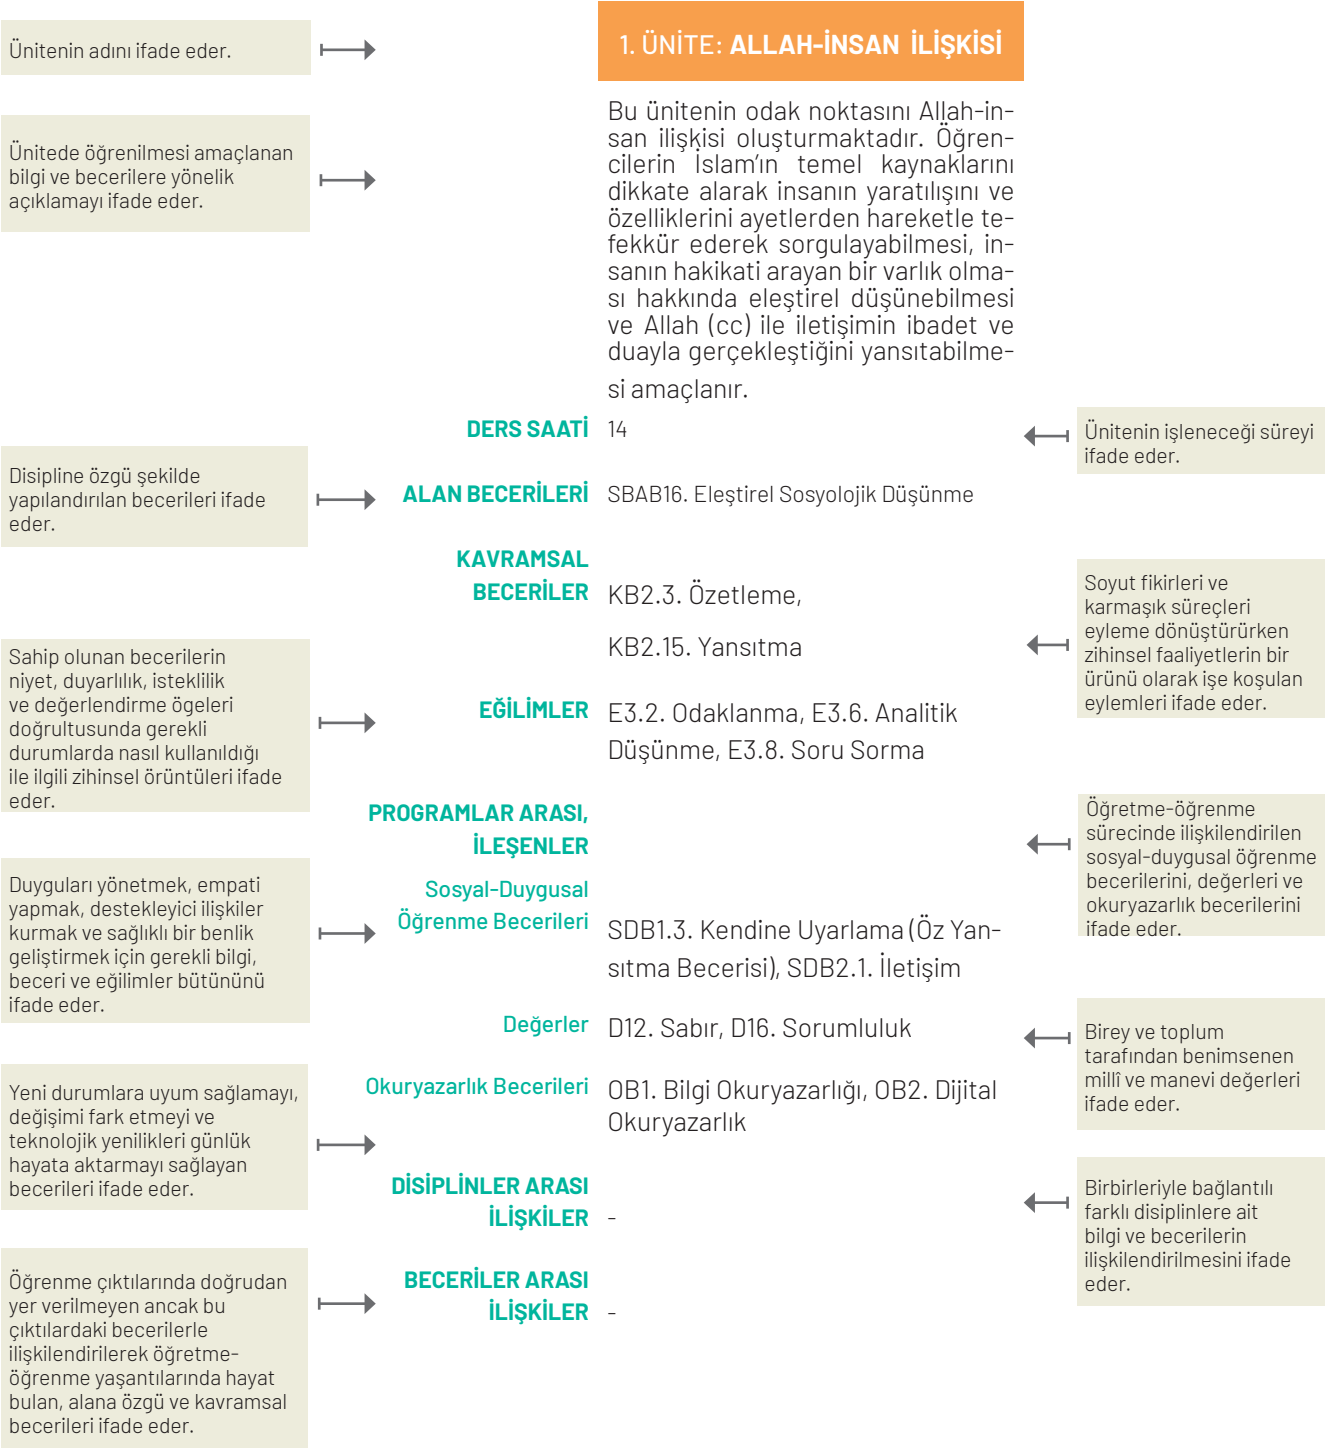 Ünitenin adını ifade eder.
1. ÜNİTE: ALLAH-İNSAN İLİŞKİSİ
Ünitede öğrenilmesi amaçlanan
bilgi ve becerilere yönelik
açıklamayı ifade eder.
Bu ünitenin odak noktasını Allah-in-
san ilişkisi oluşturmaktadır. Öğren-
cilerin İslam’ın temel kaynaklarını
dikkate alarak insanın yaratılışını ve
özelliklerini ayetlerden hareketle te-
fekkür ederek sorgulayabilmesi, in-
sanın hakikati arayan bir varlık olma-
sı hakkında eleştirel düşünebilmesi
ve Allah (cc) ile iletişimin ibadet ve
duayla gerçekleştiğini yansıtabilme-
si amaçlanır.
DERS SAATİ 14
Ünitenin işleneceği süreyi
ifade eder.
Disipline özgü şekilde
yapılandırılan becerileri ifade
eder.
ALAN BECERİLERİ SBAB16. Eleştirel Sosyolojik Düşünme
KAVRAMSAL
BECERİLER KB2.3. Özetleme,
KB2.15. Yansıtma
Soyut fikirleri ve
karmaşık süreçleri
eyleme dönüştürürken
zihinsel faaliyetlerin bir
ürünü olarak işe koşulan
eylemleri ifade eder.
Sahip olunan becerilerin
niyet, duyarlılık, isteklilik
ve değerlendirme ögeleri
doğrultusunda gerekli
durumlarda nasıl kullanıldığı
ile ilgili zihinsel örüntüleri ifade
eder.
EĞİLİMLER E3.2. Odaklanma, E3.6. Analitik
Düşünme, E3.8. Soru Sorma
PROGRAMLAR ARASI,
İLEŞENLER
Öğretme-öğrenme
sürecinde ilişkilendirilen
sosyal-duygusal öğrenme
becerilerini, değerleri ve
okuryazarlık becerilerini
ifade eder.
Duyguları yönetmek, empati
yapmak, destekleyici ilişkiler
kurmak ve sağlıklı bir benlik
geliştirmek için gerekli bilgi,
beceri ve eğilimler bütününü
ifade eder.
Sosyal-Duygusal
Öğrenme Becerileri SDB1.3. Kendine Uyarlama (Öz Yan-
sıtma Becerisi), SDB2.1. İletişim
Değerler D12. Sabır, D16. Sorumluluk
Birey ve toplum
tarafından benimsenen
millî ve manevi değerleri
ifade eder.
Yeni durumlara uyum sağlamayı,
değişimi fark etmeyi ve
teknolojik yenilikleri günlük
hayata aktarmayı sağlayan
becerileri ifade eder.
Okuryazarlık Becerileri OB1. Bilgi Okuryazarlığı, OB2. Dijital
Okuryazarlık
DİSİPLİNLER ARASI
İLİŞKİLER -
Birbirleriyle bağlantılı
farklı disiplinlere ait
bilgi ve becerilerin
ilişkilendirilmesini ifade
eder.
Öğrenme çıktılarında doğrudan
yer verilmeyen ancak bu
çıktılardaki becerilerle
ilişkilendirilerek öğretme-
öğrenme yaşantılarında hayat
bulan, alana özgü ve kavramsal
becerileri ifade eder.
BECERİLER ARASI
İLİŞKİLER -